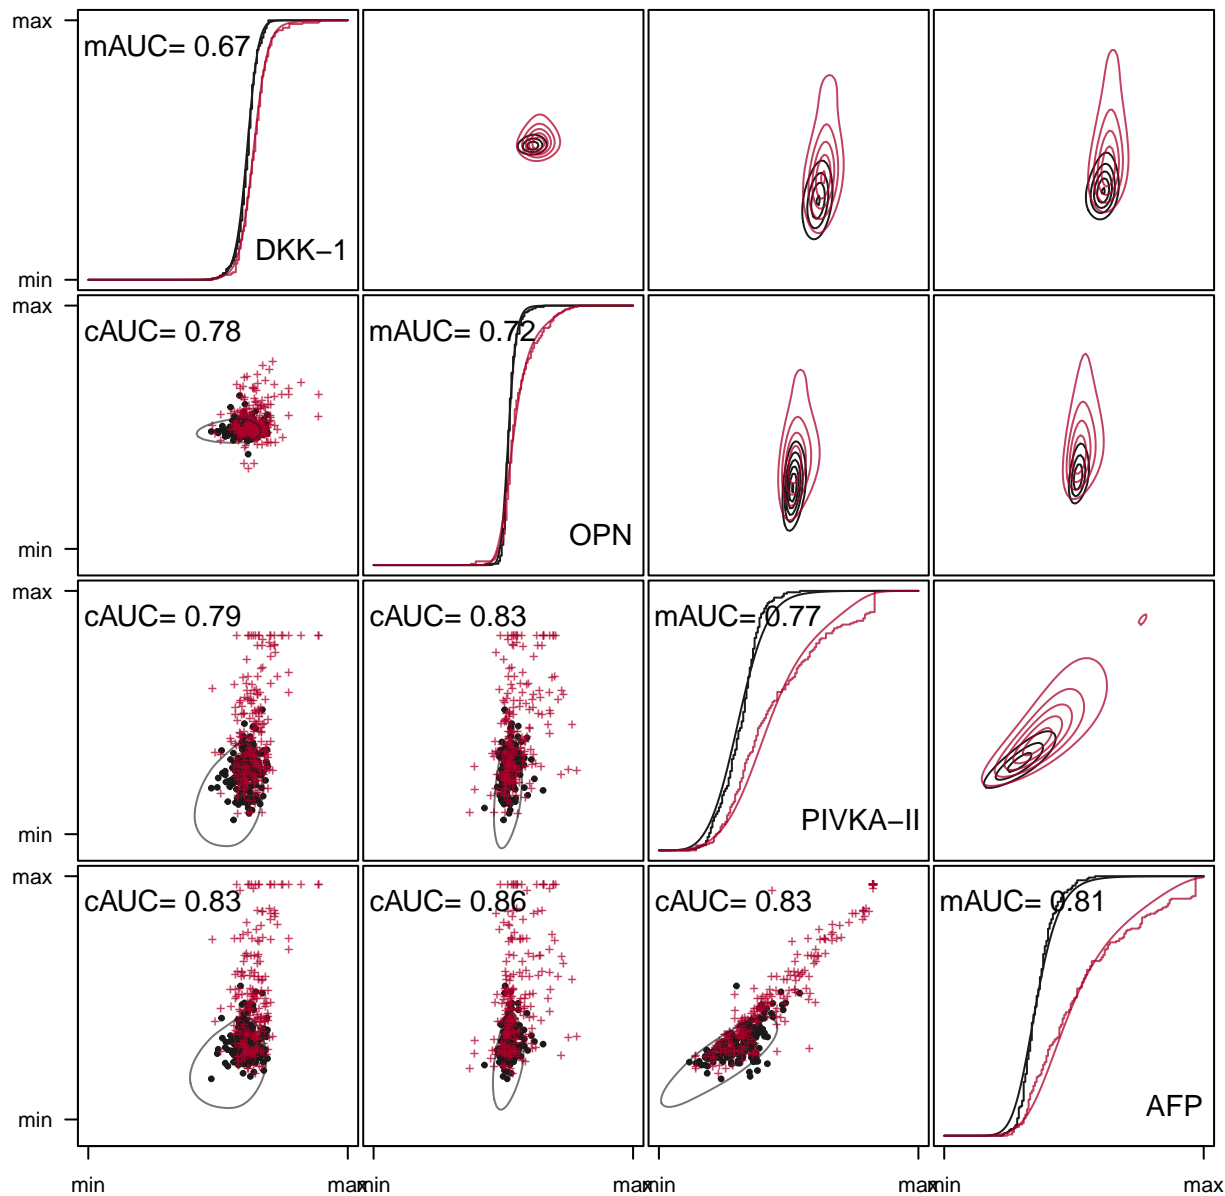 max
mAUC= 0.67
DKK−1
min
max
cAUC= 0.78
mAUC= 0.72
OPN
min
max
cAUC= 0.79
cAUC= 0.83
mAUC= 0.77
PIVKA−II
min
max
cAUC= 0.83
cAUC= 0.86
cAUC= 0.83
mAUC= 0.81
AFP
min
min max min max min max min max